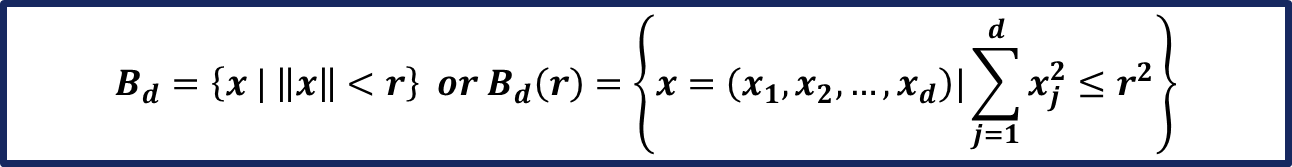 B_d = {x | ‖x‖ < r} or B_d(r) = {x = (x_1, x_2, ..., x_d)| ∑_{j=1}^{d} x_j^2 ≤ r^2}